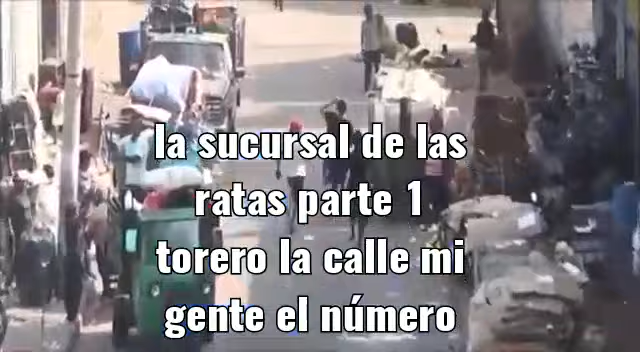 la sucursal de las
ratas parte 1
torero la calle mi
gente el número